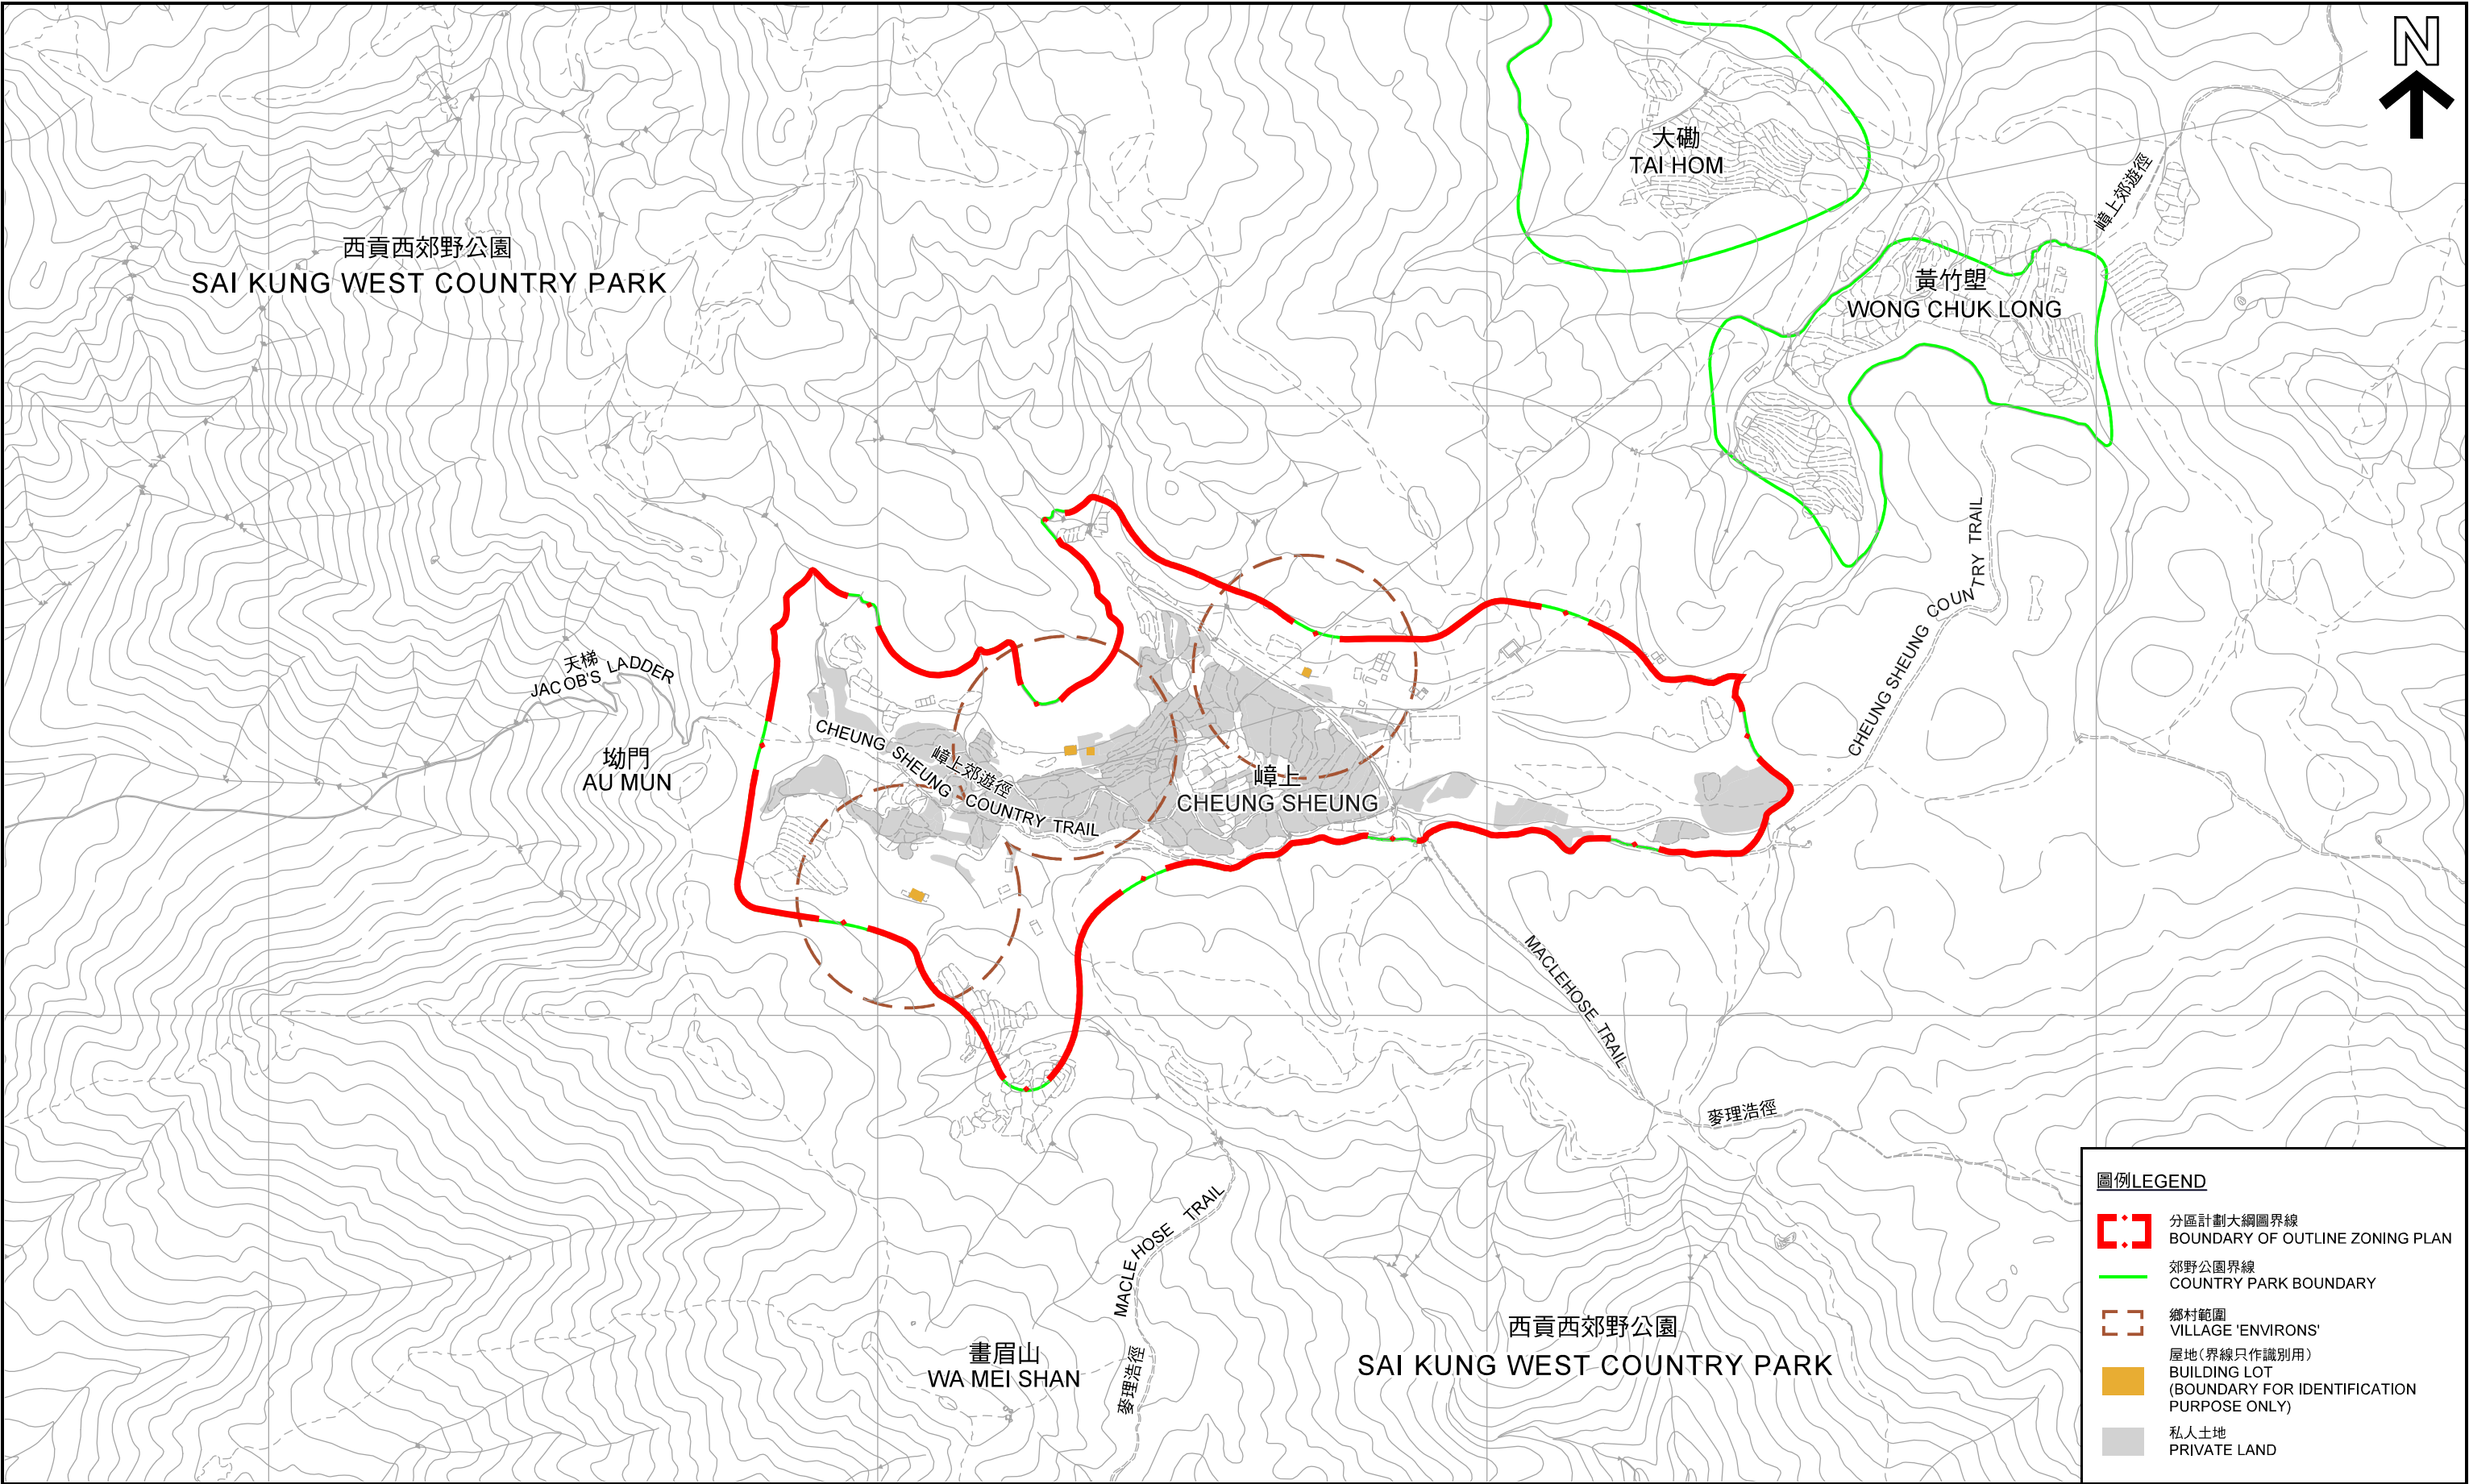 N
大磡
TAI HOM
嶂上郊遊徑
西貢西郊野公園
SAI KUNG WEST COUNTRY PARK
黃竹塱
WONG CHUK LONG
CHEUNG SHEUNG COUNTRY TRAIL
天梯
JACOB'S LADDER
坳門
AU MUN
嶂上郊遊徑
CHEUNG SHEUNG COUNTRY TRAIL
嶂上
CHEUNG SHEUNG
MACLEHOSE TRAIL
麥理浩徑
MACLEHOSE TRAIL
麥理浩徑
畫眉山
WA MEI SHAN
西貢西郊野公園
SAI KUNG WEST COUNTRY PARK
圖例LEGEND
分區計劃大綱圖界線
BOUNDARY OF OUTLINE ZONING PLAN
郊野公園界線
COUNTRY PARK BOUNDARY
鄉村範圍
VILLAGE 'ENVIRONS'
屋地(界線只作識別用)
BUILDING LOT
(BOUNDARY FOR IDENTIFICATION
PURPOSE ONLY)
私人土地
PRIVATE LAND